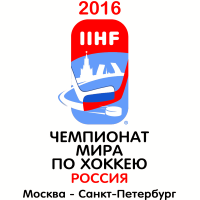 2016
IIHF
ЧЕМПИОНАТ
МИРА
ПО ХОККЕЮ
РОССИЯ
Москва - Санкт-Петербург